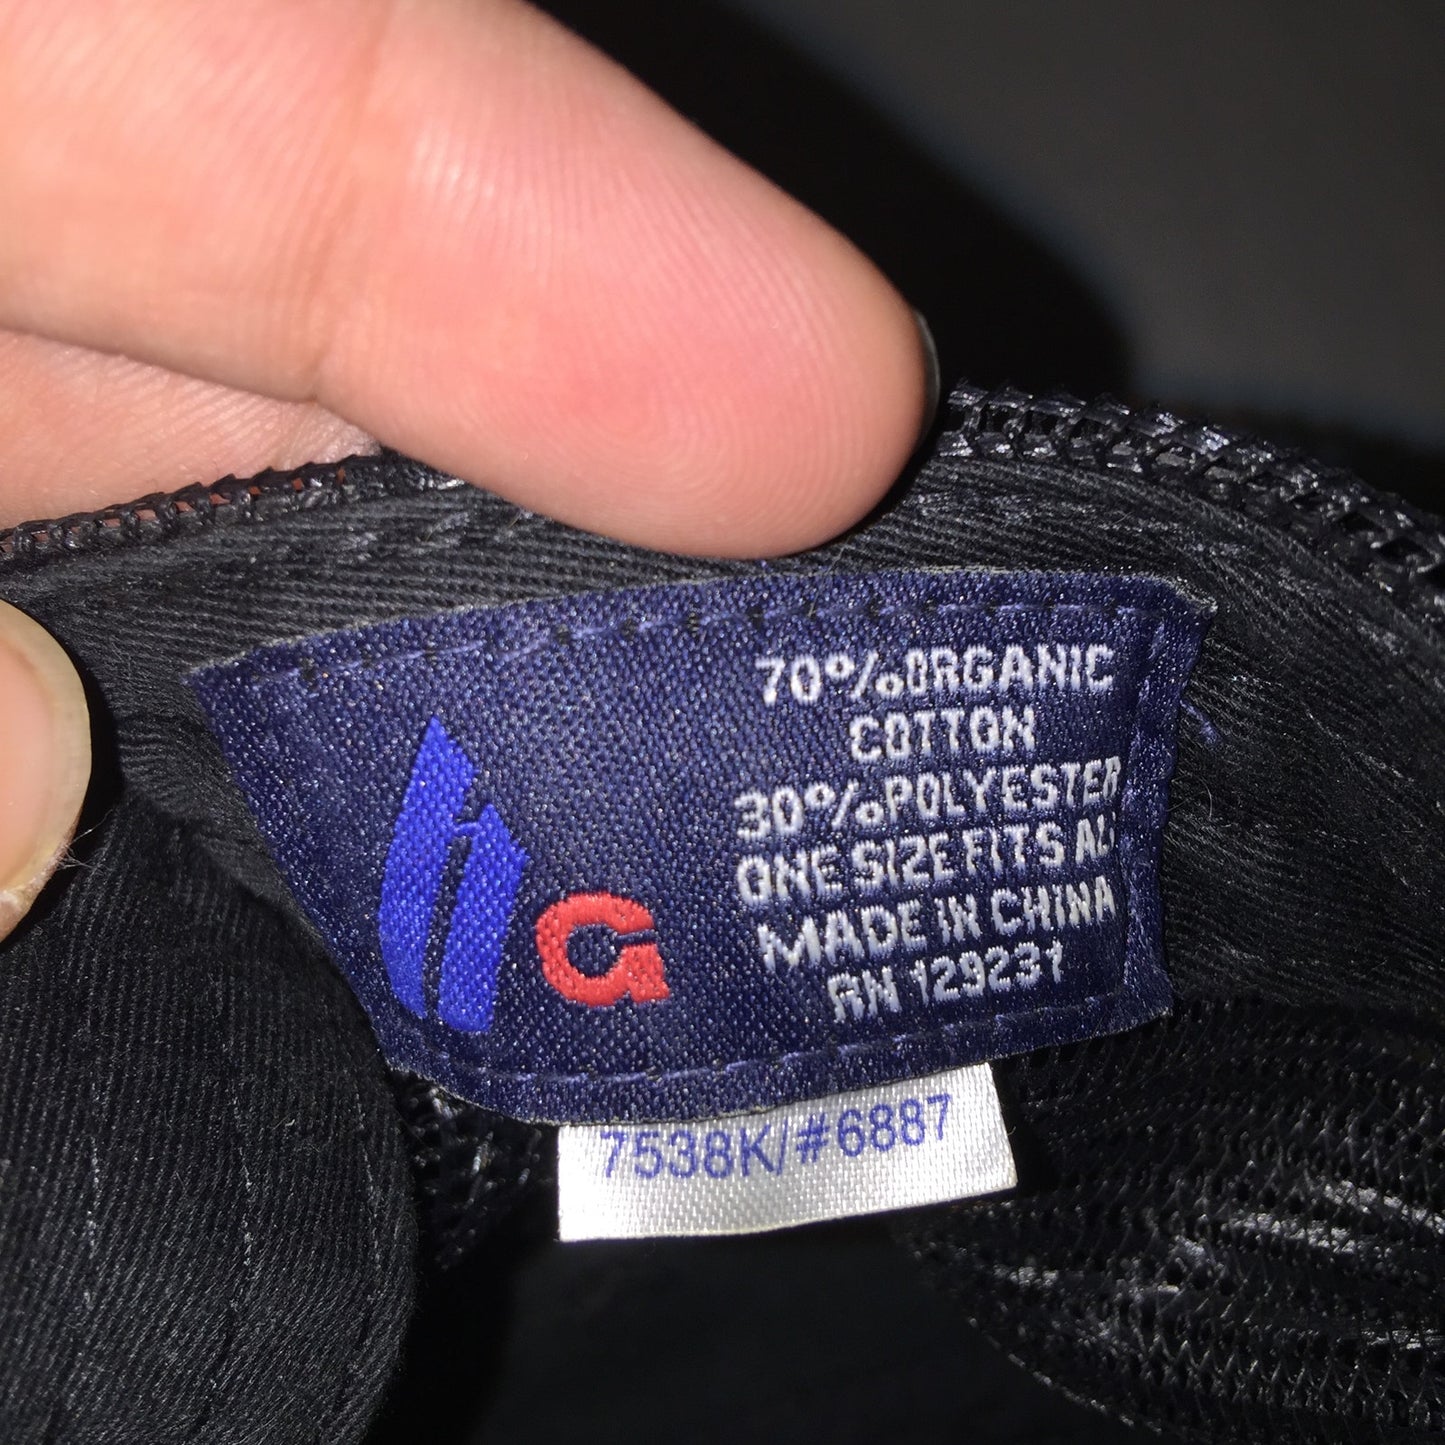 70% ORGANIC
COTTON
30% POLYESTER
ONE SIZE FITS ALL
MADE IN CHINA
RN 129231
h G
7538K/#6887